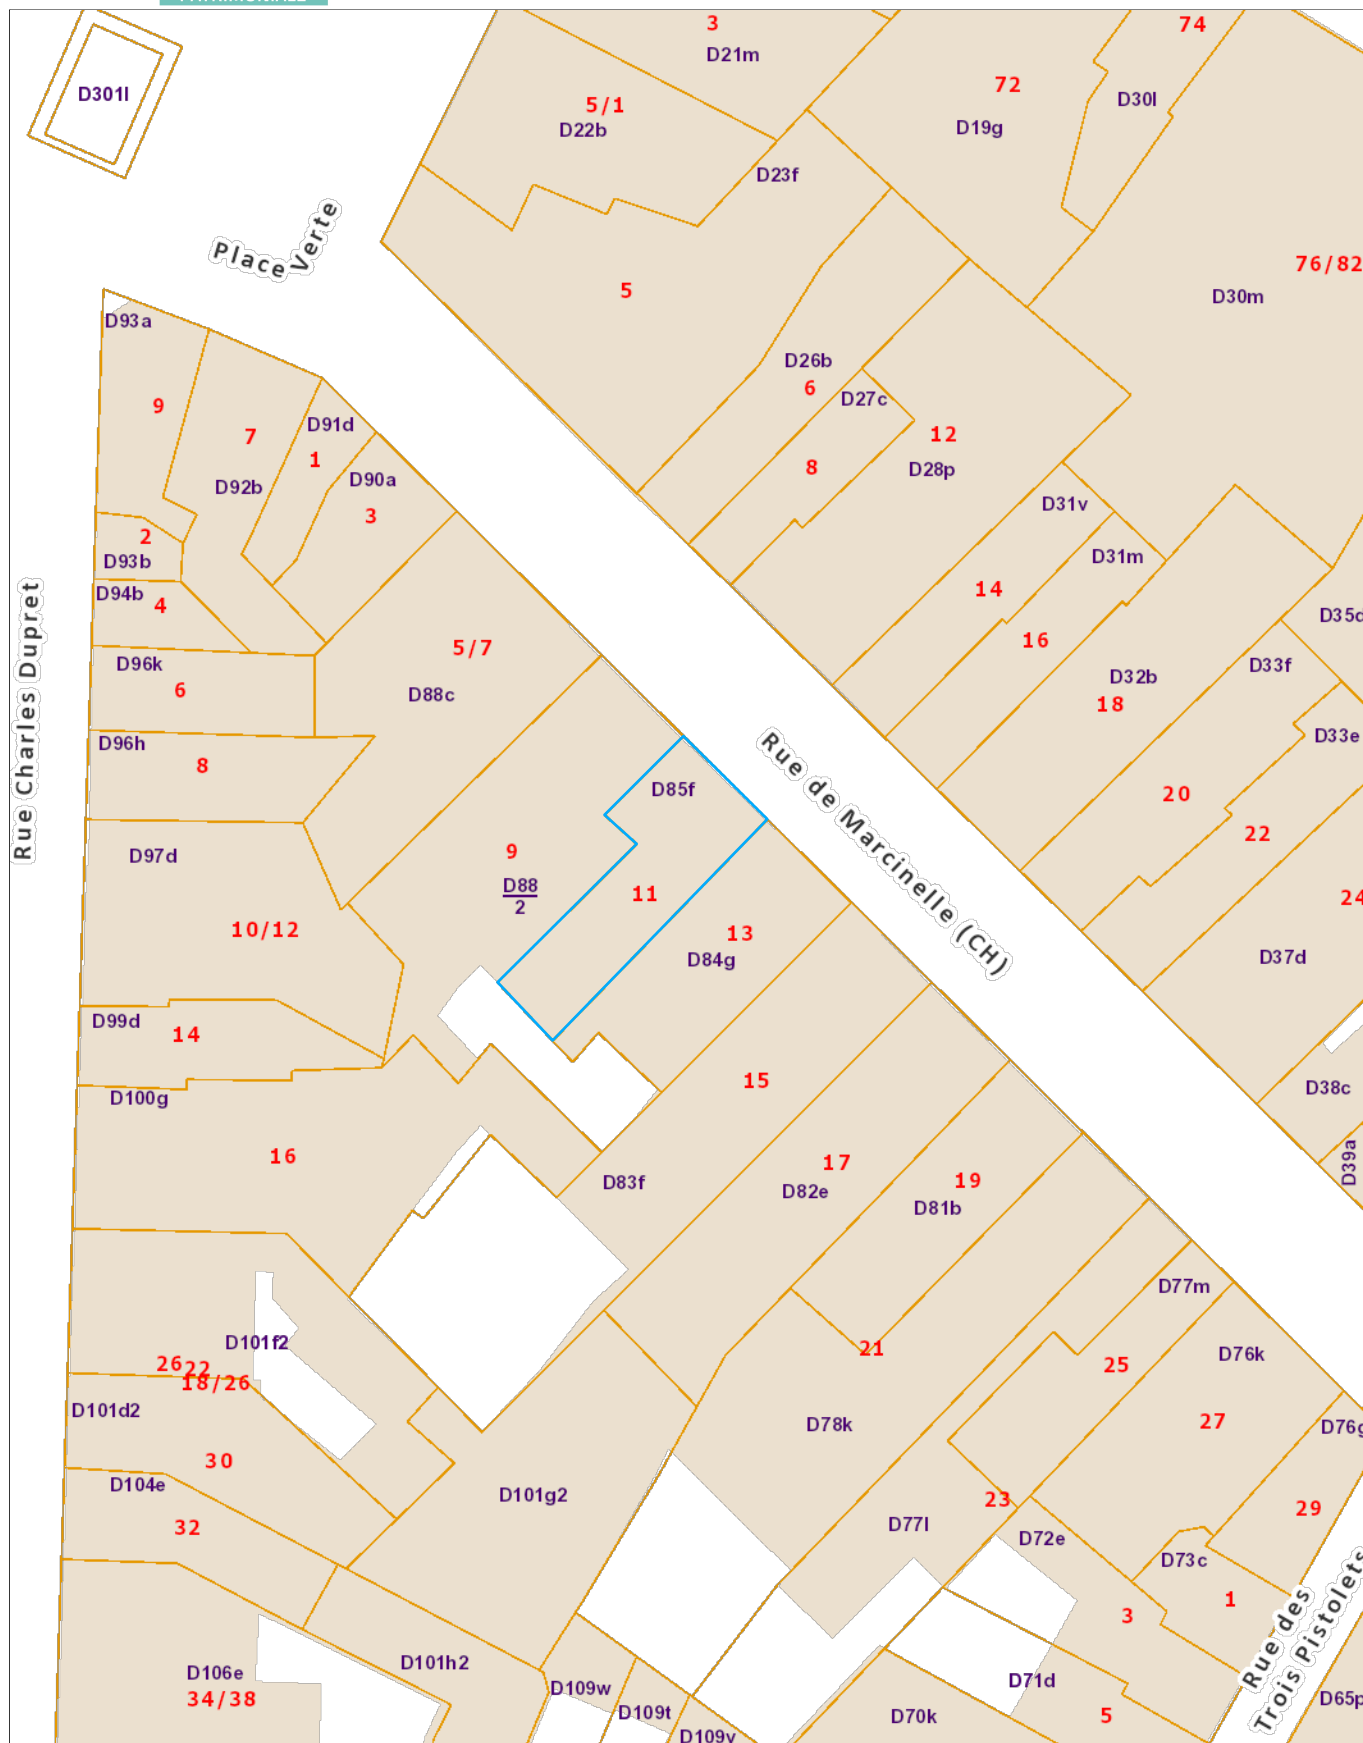 3
D21m
74
D301l
72
D30l
5/1
D22b
D19g
D23f
Place Verte
76/82
5
D30m
D93a
D26b
6
D27c
9
7
D91d
12
1
D28p
8
D92b
D90a
3
D31v
2
D93b
D31m
D94b
4
14
D35d
16
5/7
D96k
6
D88c
D32b
18
D33f
Rue Charles Dupret
D96h
8
D33e
Rue de Marcinelle (CH)
D85f
20
22
D97d
9
D88
2
11
24
10/12
13
D84g
D37d
D99d
14
15
D38c
D100g
16
D39a
D83f
17
D82e
19
D81b
D77m
D101f2
21
D76k
26
22
18/26
25
D101d2
27
D78k
D76g
30
D104e
D101g2
23
29
32
D77l
D72e
D73c
1
3
Rue des
Trois Pistolets
D101h2
D106e
34/38
D109w
D71d
D109t
D70k
5
D65p
D109v